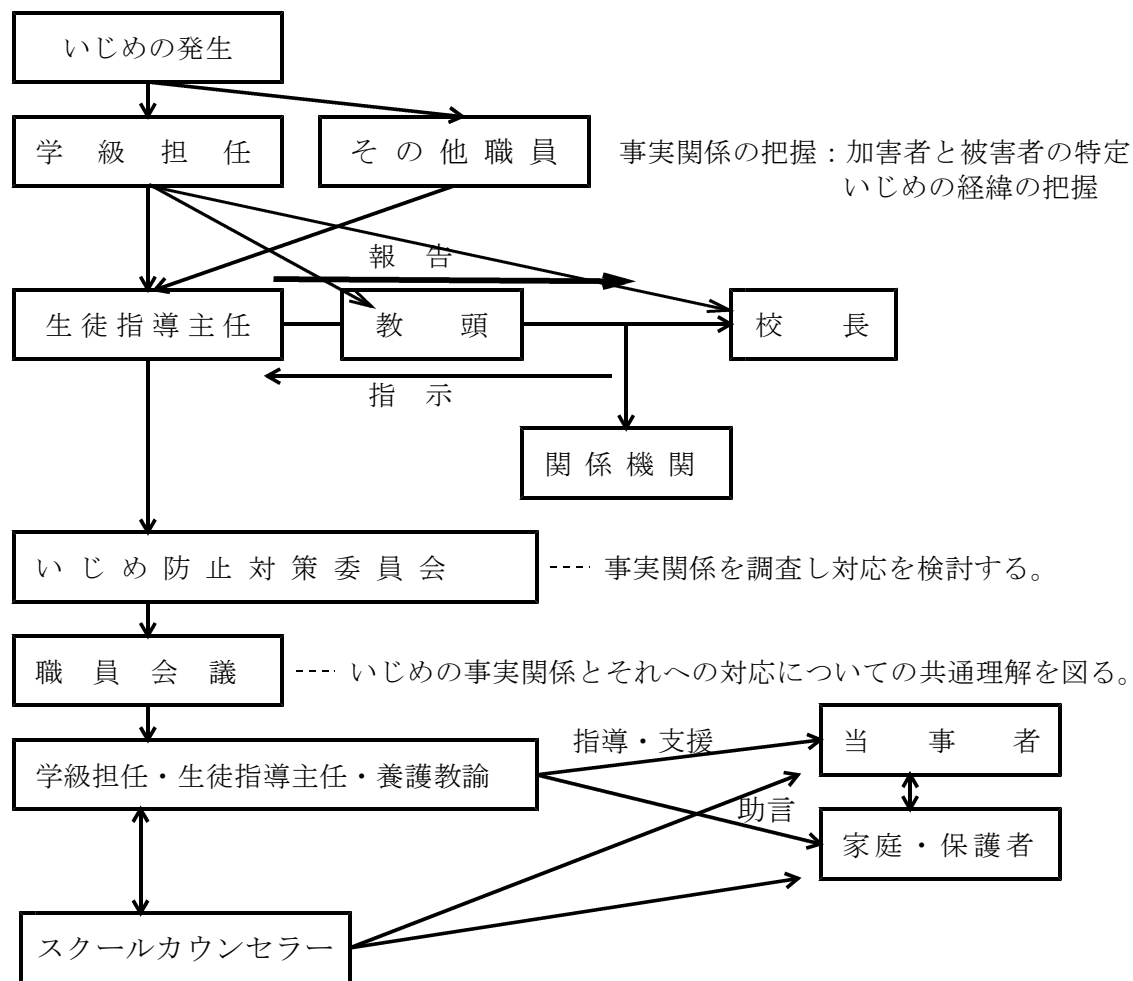 いじめの発生
学級担任
その他職員
事実関係の把握：加害者と被害者の特定
いじめの経緯の把握
報告
生徒指導主任
教頭
校長
指示
関係機関
いじめ防止対策委員会
事実関係を調査し対応を検討する。
職員会議
いじめの事実関係とそれへの対応についての共通理解を図る。
指導・支援
当事者
学級担任・生徒指導主任・養護教諭
助言
家庭・保護者
スクールカウンセラー